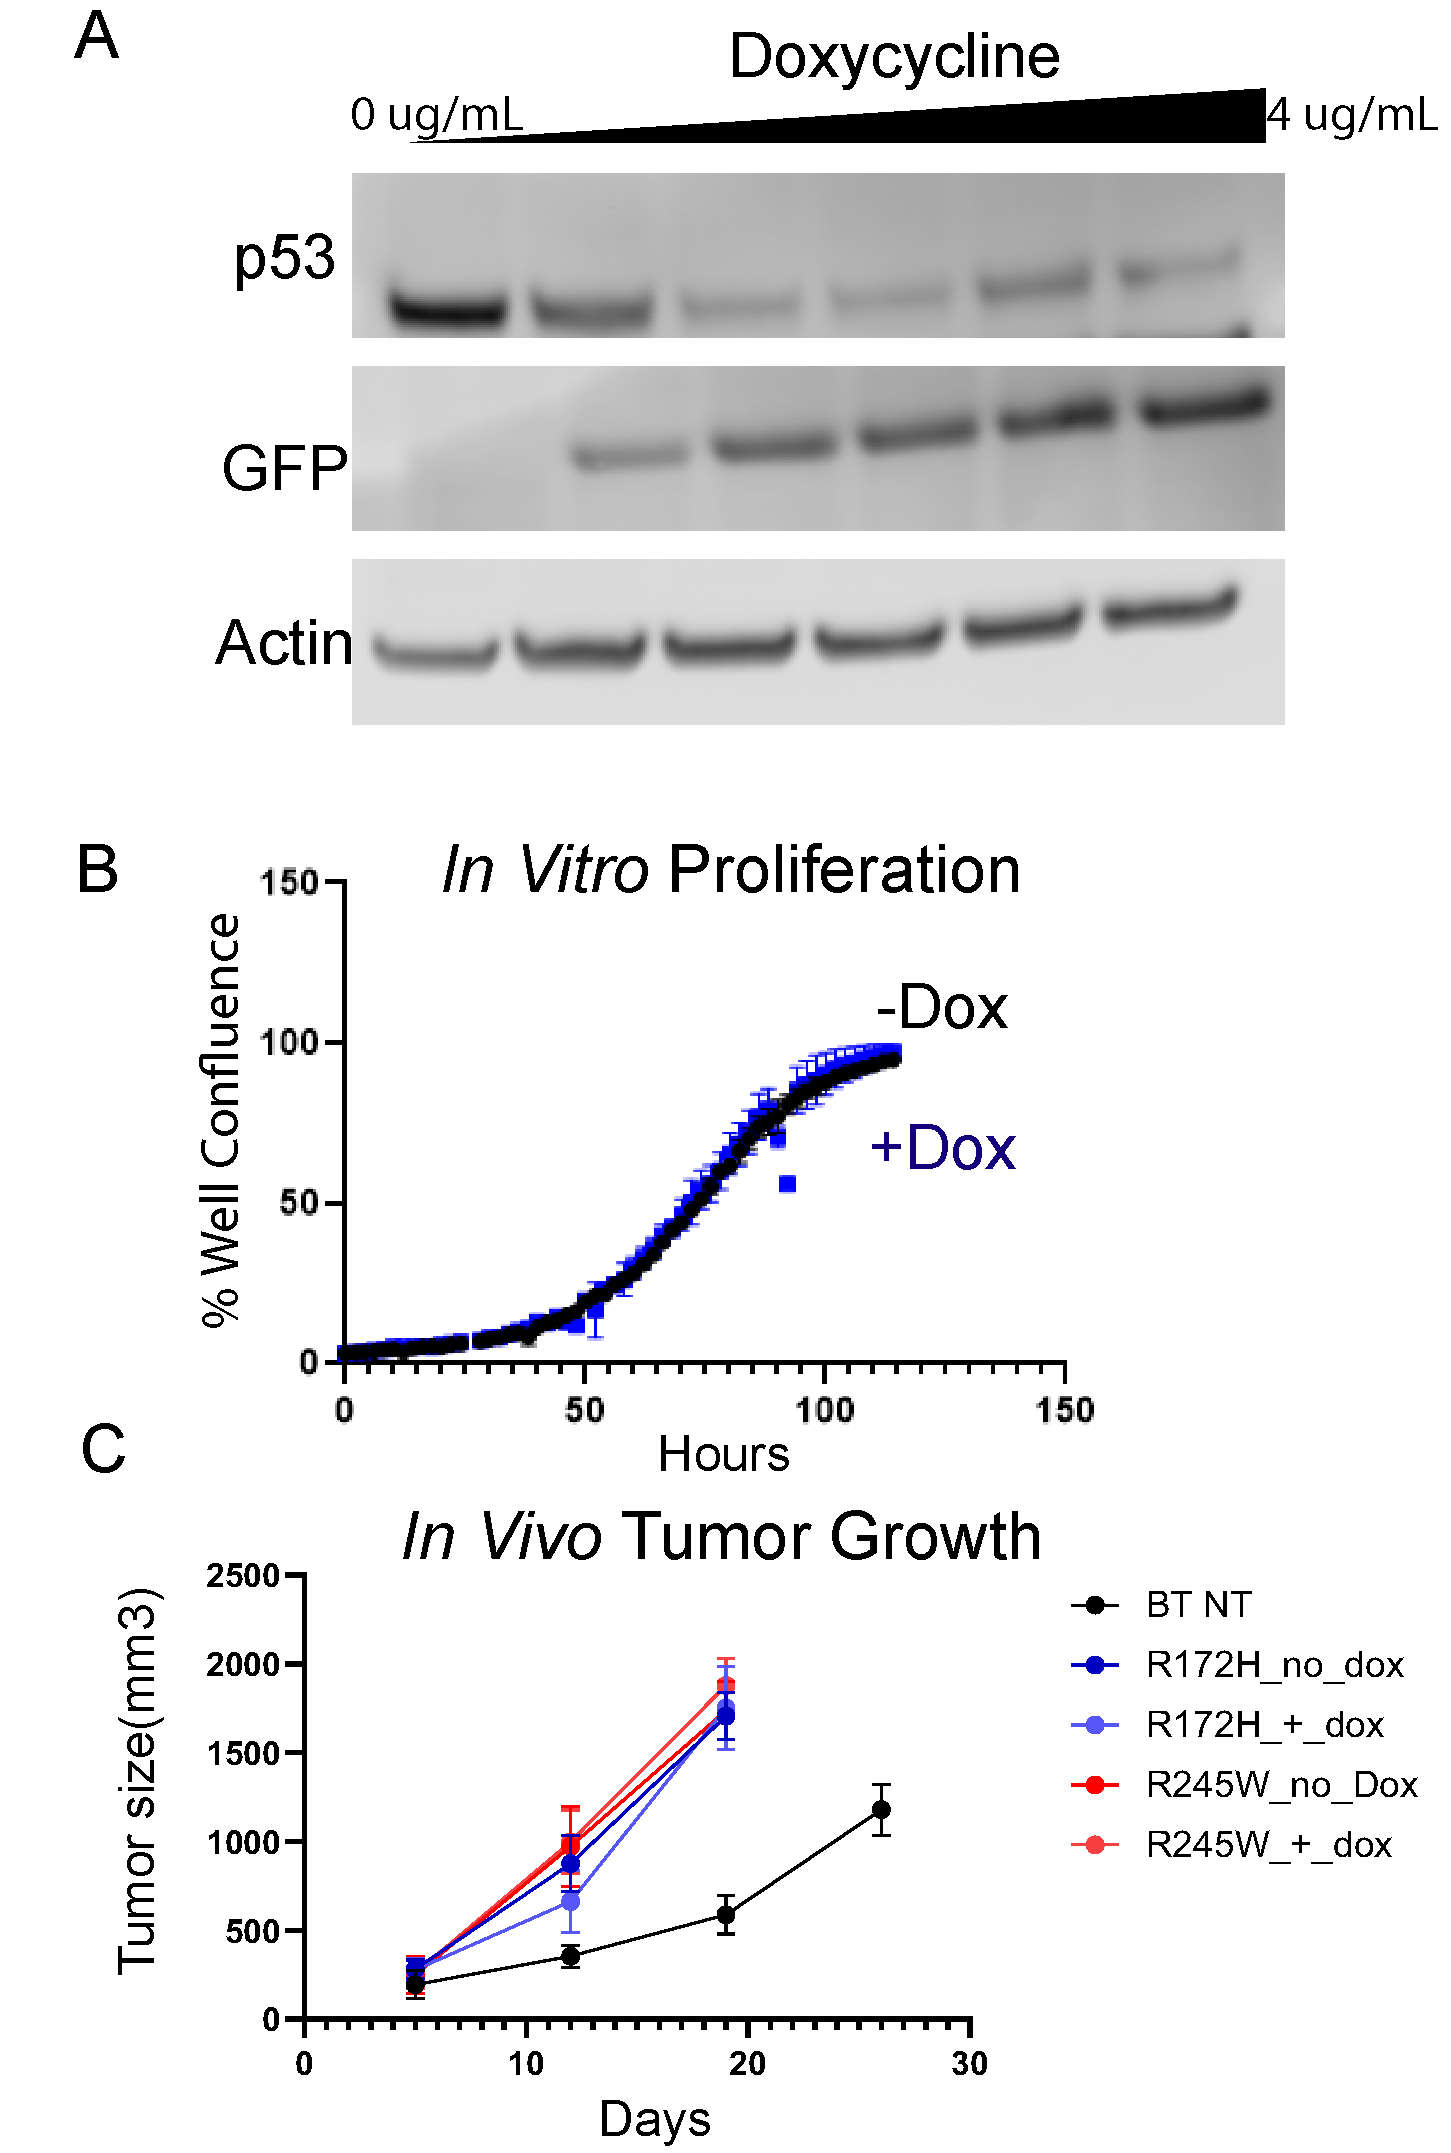 A
Doxycycline
0 ug/mL
4 ug/mL
p53
GFP
Actin
B
In Vitro Proliferation
% Well Confluence
150
100
50
0
-Dox
+Dox
0 50 100 150
Hours
C
In Vivo Tumor Growth
Tumor size(mm3)
2500
2000
1500
1000
500
0
0 10 20 30
Days
BT NT
R172H_no_dox
R172H_+_dox
R245W_no_Dox
R245W_+_dox